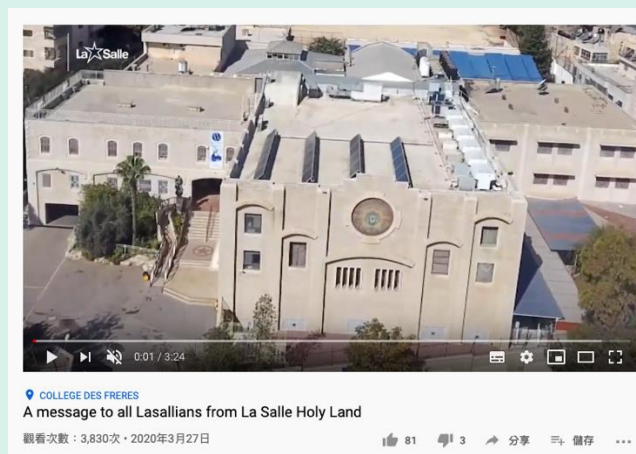 La Salle
0:01 / 3:24
COLLEGE DES FRERES
A message to all Lasallians from La Salle Holy Land
觀看次數：3,830次・2020年3月27日
81
3
分享
儲存